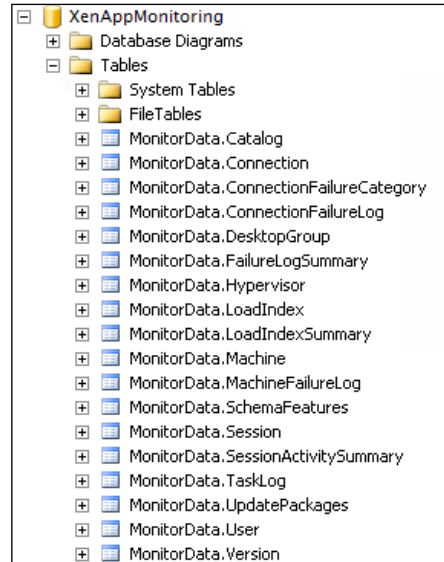 XenAppMonitoring
Database Diagrams
Tables
System Tables
FileTables
MonitorData.Catalog
MonitorData.Connection
MonitorData.ConnectionFailureCategory
MonitorData.ConnectionFailureLog
MonitorData.DesktopGroup
MonitorData.FailureLogSummary
MonitorData.Hypervisor
MonitorData.LoadIndex
MonitorData.LoadIndexSummary
MonitorData.Machine
MonitorData.MachineFailureLog
MonitorData.SchemaFeatures
MonitorData.Session
MonitorData.SessionActivitySummary
MonitorData.TaskLog
MonitorData.UpdatePackages
MonitorData.User
MonitorData.Version